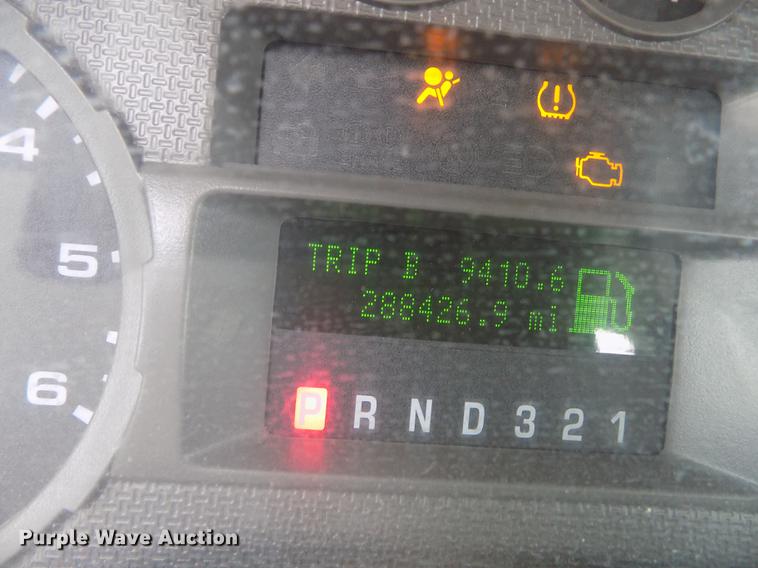 4
5
6
TRIP B 9410.6
288426.9 mi
P R N D 3 2 1
Purple Wave Auction